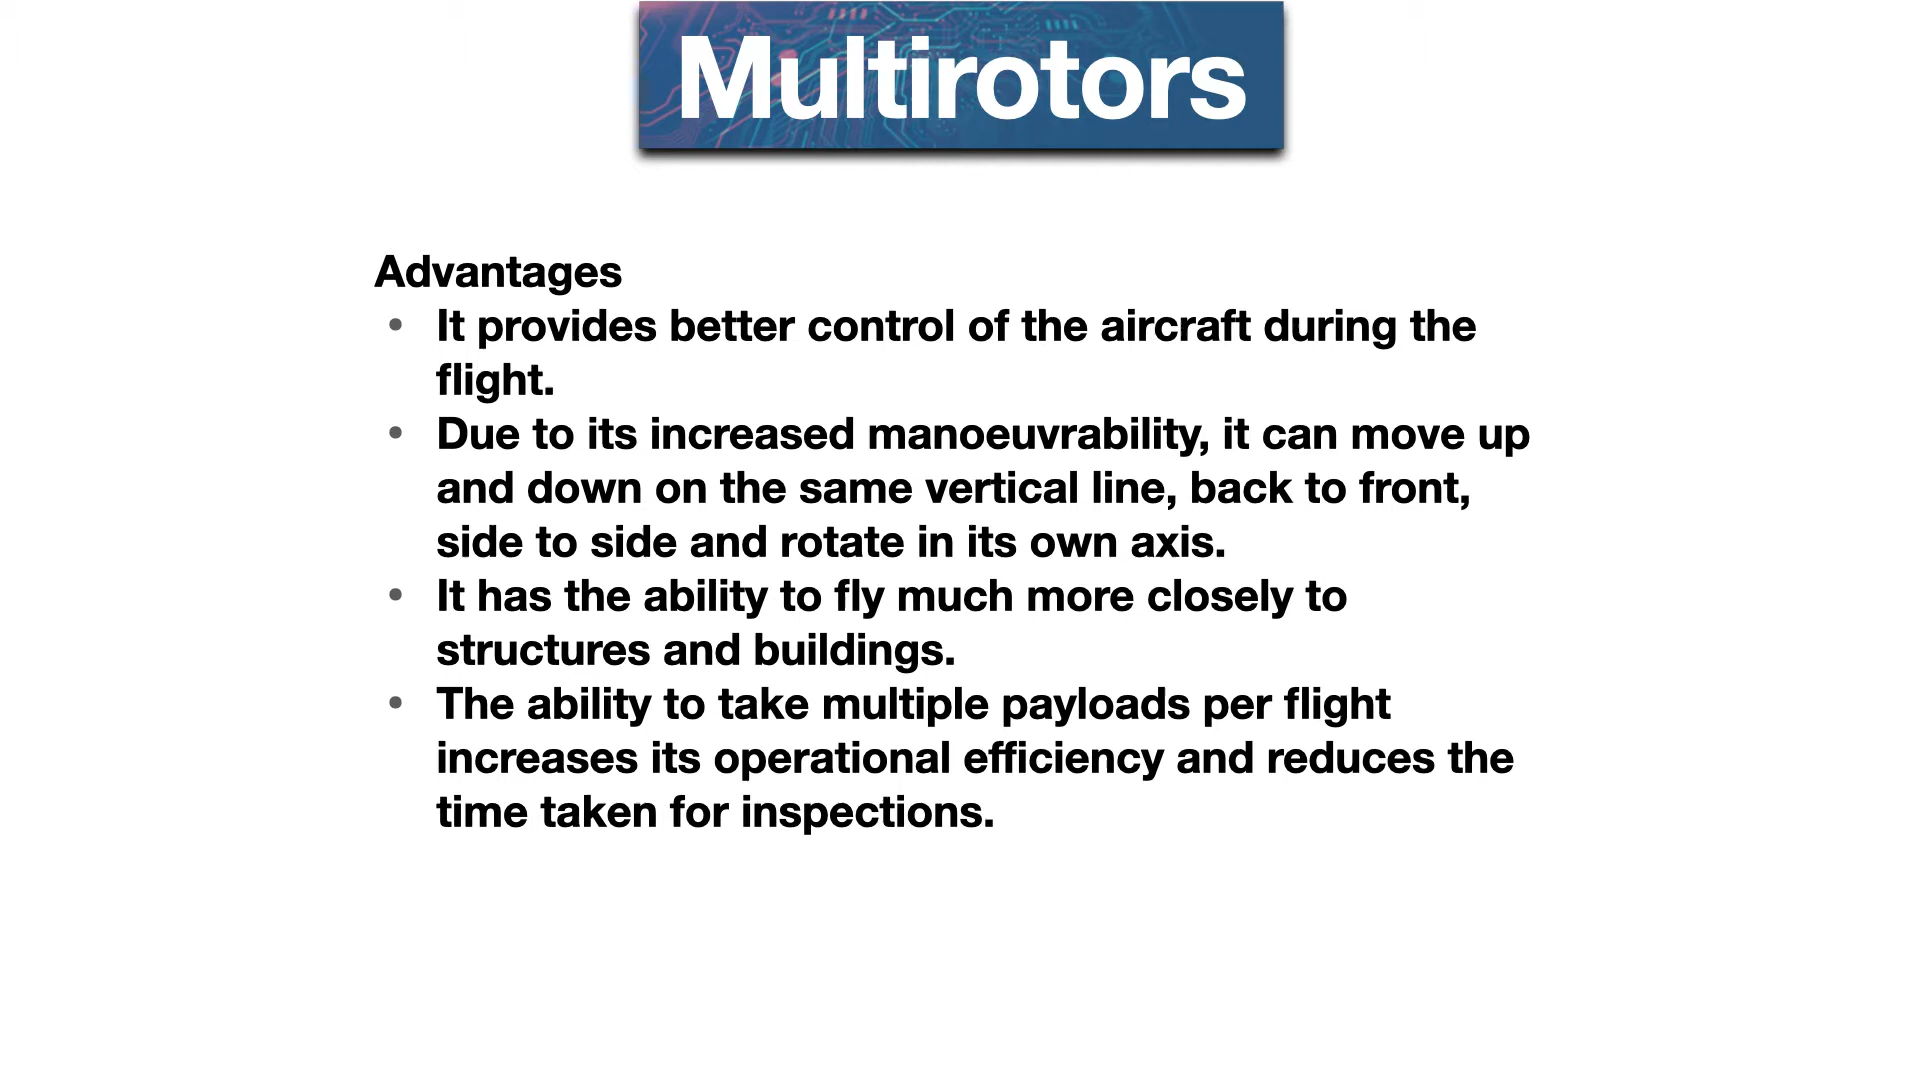 Multirotors
Advantages
• It provides better control of the aircraft during the
flight.
• Due to its increased manoeuvrability, it can move up
and down on the same vertical line, back to front,
side to side and rotate in its own axis.
• It has the ability to fly much more closely to
structures and buildings.
• The ability to take multiple payloads per flight
increases its operational efficiency and reduces the
time taken for inspections.